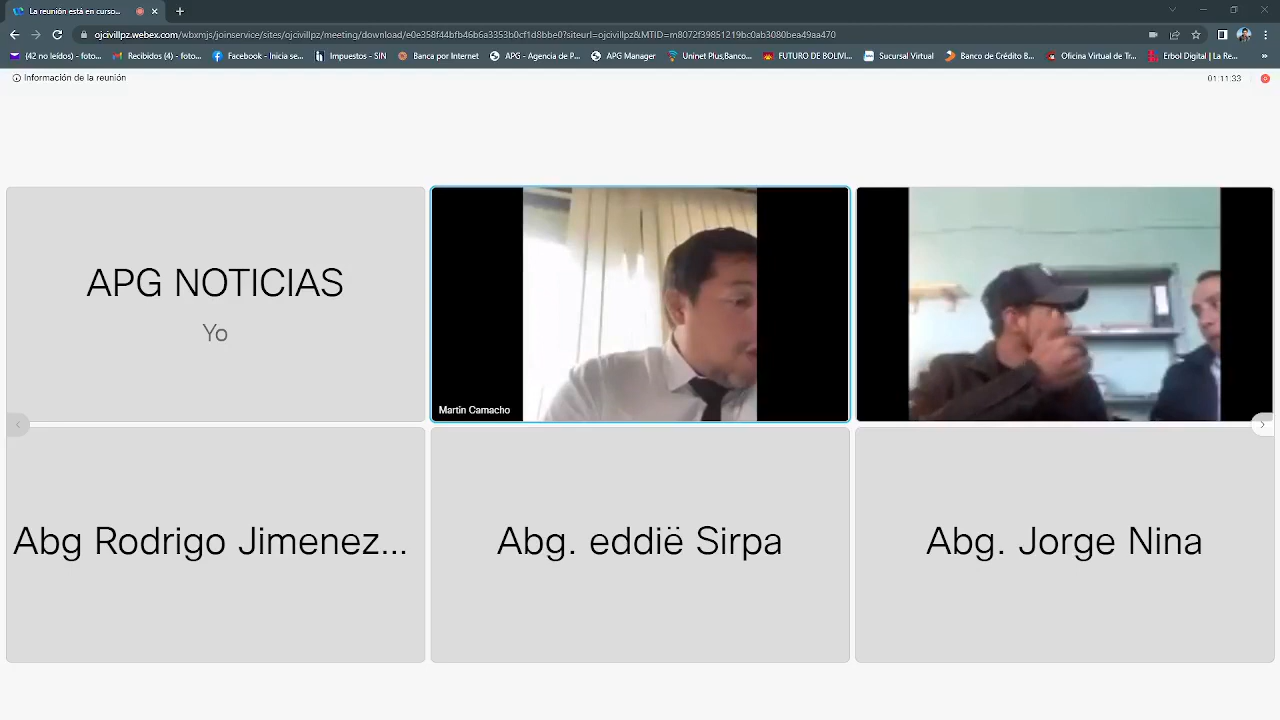 La reunión está en curso...
ojcivillpz.webex.com/wbxmjs/joinservice/sites/ojcivillpz/meeting/download/e0e358f44bfb46b6a3353b0cf1d8bbe0?siteurl=ojcivillpz&MTID=m8072f39851219bc0ab3080bea49aa470
(42 no leídos) - foto... Recibidos (4) - foto... Facebook - Inicia se... Impuestos - SIN Banca por Internet APG - Agencia de P... APG Manager Uninet Plus,Banco... FUTURO DE BOLIVI... Sucursal Virtual Banco de Crédito B... Oficina Virtual de Tr... Erbol Digital | La Re... »
Información de la reunión 01:11:33
APG NOTICIAS
Yo
Martin Camacho
Abg Rodrigo Jimenez... Abg. eddië Sirpa Abg. Jorge Nina